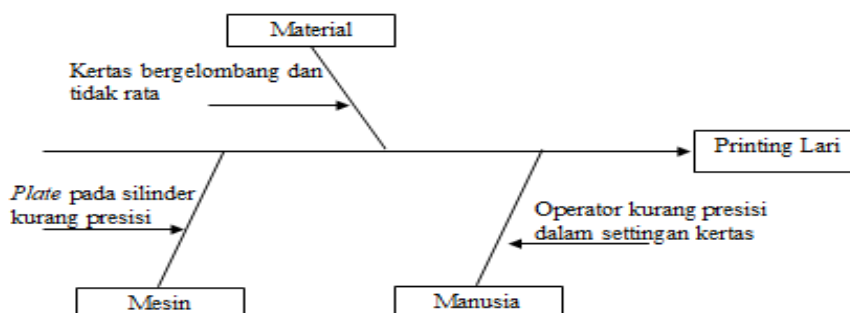 Material
Kertas bergelombang dan
tidak rata
Printing Lari
Plate pada silinder
kurang presisi
Operator kurang presisi
dalam settingan kertas
Mesin
Manusia